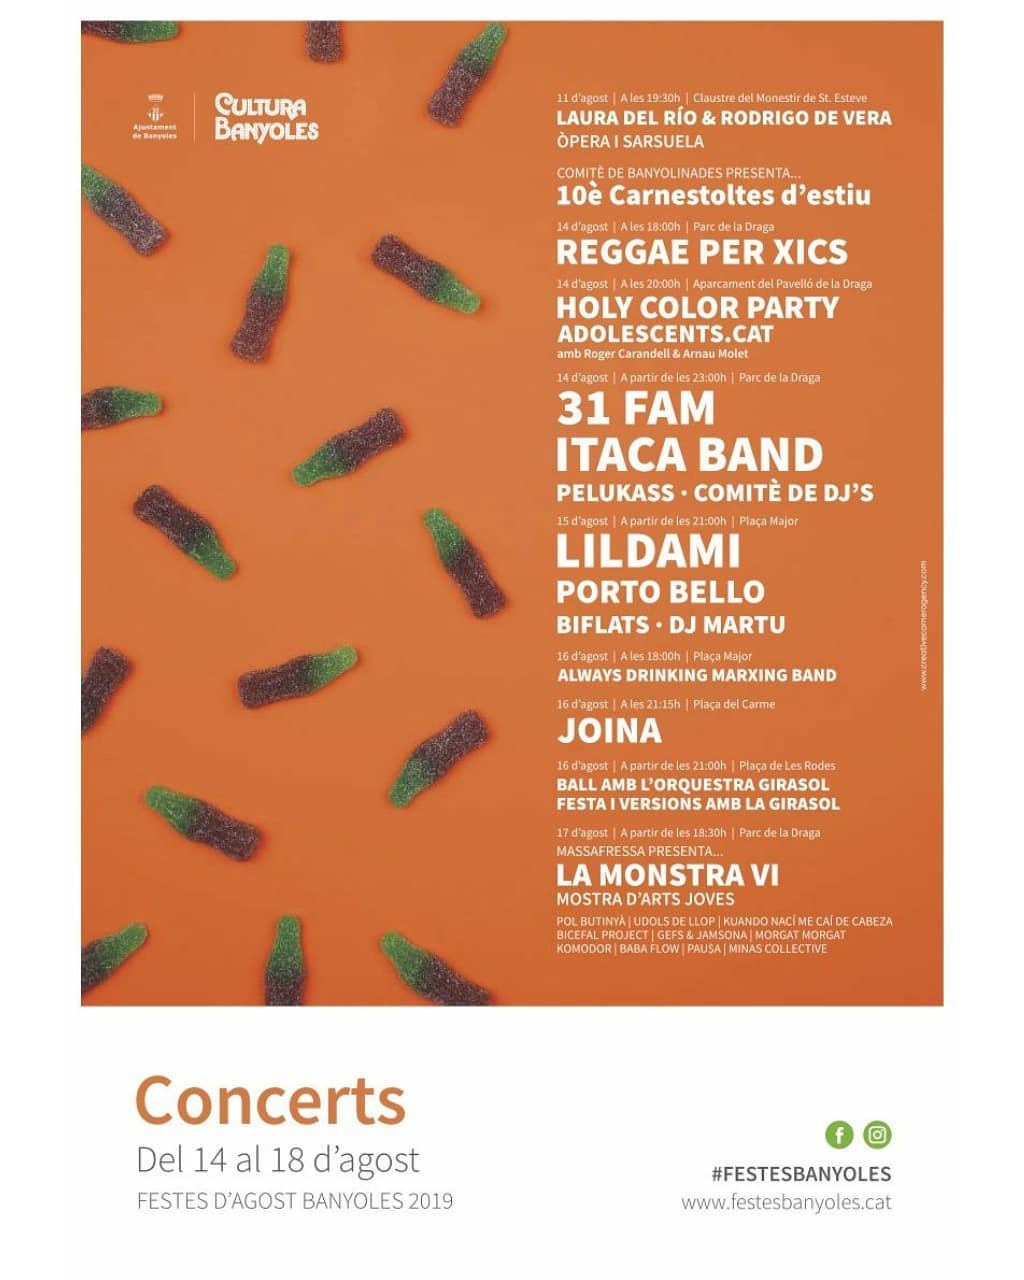 Ajuntament
de Banyoles
CULTURA
BANYOLES
11 d'agost | A les 19:30h | Claustre del Monestir de St. Esteve
LAURA DEL RÍO & RODRIGO DE VERA
ÒPERA I SARSUELA
COMITÈ DE BANYOLINADES PRESENTA...
10è Carnestoltes d'estiu
14 d'agost | A les 18:00h | Parc de la Draga
REGGAE PER XICS
14 d'agost | A les 20:00h | Aparcament del Pavelló de la Draga
HOLY COLOR PARTY
ADOLESCENTS.CAT
amb Roger Carandell & Arnau Molet
14 d'agost | A partir de les 23:00h | Parc de la Draga
31 FAM
ITACA BAND
PELUKASS · COMITÈ DE DJ'S
15 d'agost | A partir de les 21:00h | Plaça Major
LILDAMI
PORTO BELLO
BIFLATS · DJ MARTU
16 d'agost | A les 18:00h | Plaça Major
ALWAYS DRINKING MARXING BAND
16 d'agost | A les 21:15h | Plaça del Carme
JOINA
16 d'agost | A partir de les 21:00h | Plaça de Les Rodes
BALL AMB L'ORQUESTRA GIRASOL
FESTA I VERSIONS AMB LA GIRASOL
17 d'agost | A partir de les 18:30h | Parc de la Draga
MASSAFRESSA PRESENTA...
LA MONSTRA VI
MOSTRA D'ARTS JOVES
POL BUTINYÀ | UDOLS DE LLOP | KUANDO NACÍ ME CAÍ DE CABEZA
BICEFAL PROJECT | GEFS & JAMSONA | MORGAT MORGAT
KOMODOR | BABA FLOW | PAU$A | MINAS COLLECTIVE
www.creativecorneragency.com
Concerts
Del 14 al 18 d'agost
FESTES D'AGOST BANYOLES 2019
#FESTESBANYOLES
www.festesbanyoles.cat